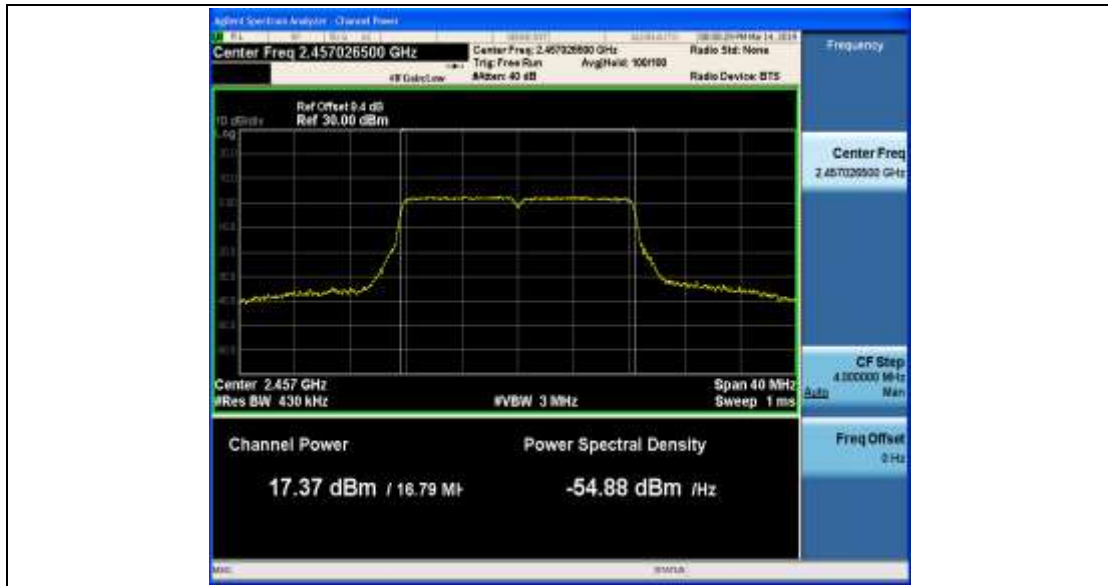 Agilent Spectrum Analyzer - Channel Power
Center Freq 2.457026500 GHz
#IFGain:Low
Center Freq: 2.457026500 GHz
Trig: Free Run Avg|Hold: 100/100
#Atten: 40 dB
Radio Std: None
Radio Device: BTS
Ref Offset 9.4 dB
10 dB/div Ref 30.00 dBm
Log
Center 2.457 GHz Span 40 MHz
#Res BW 430 kHz #VBW 3 MHz Sweep 1 ms
Channel Power Power Spectral Density
17.37 dBm / 16.79 MH -54.88 dBm /Hz
MSG STATUS
Frequency
Center Freq
2.457026500 GHz
CF Step
4.000000 MHz
Auto Man
Freq Offset
0 Hz